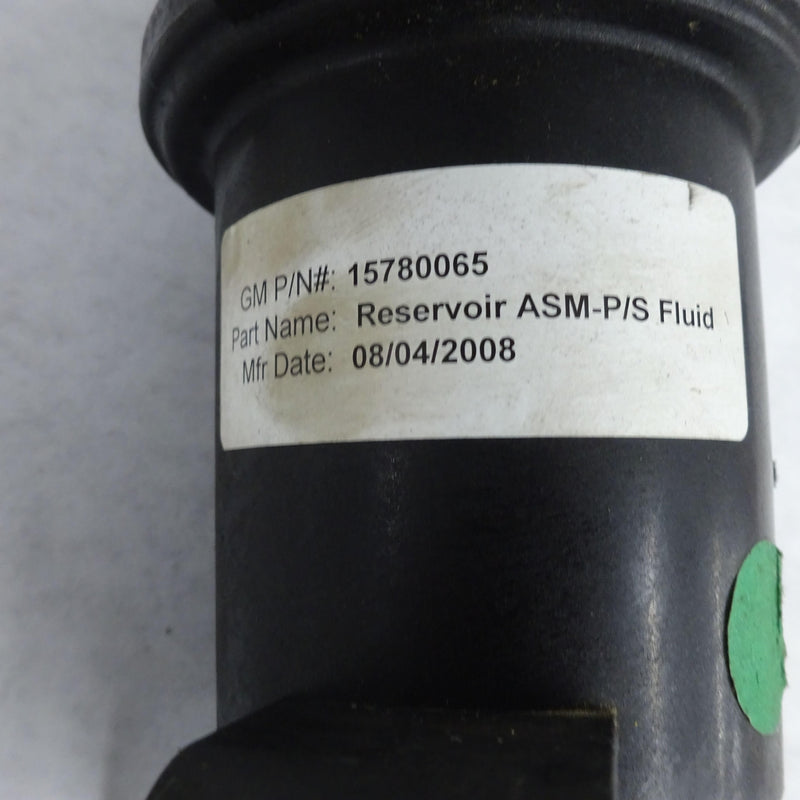 GM P/N#: 15780065
Part Name: Reservoir ASM-P/S Fluid
Mfr Date: 08/04/2008